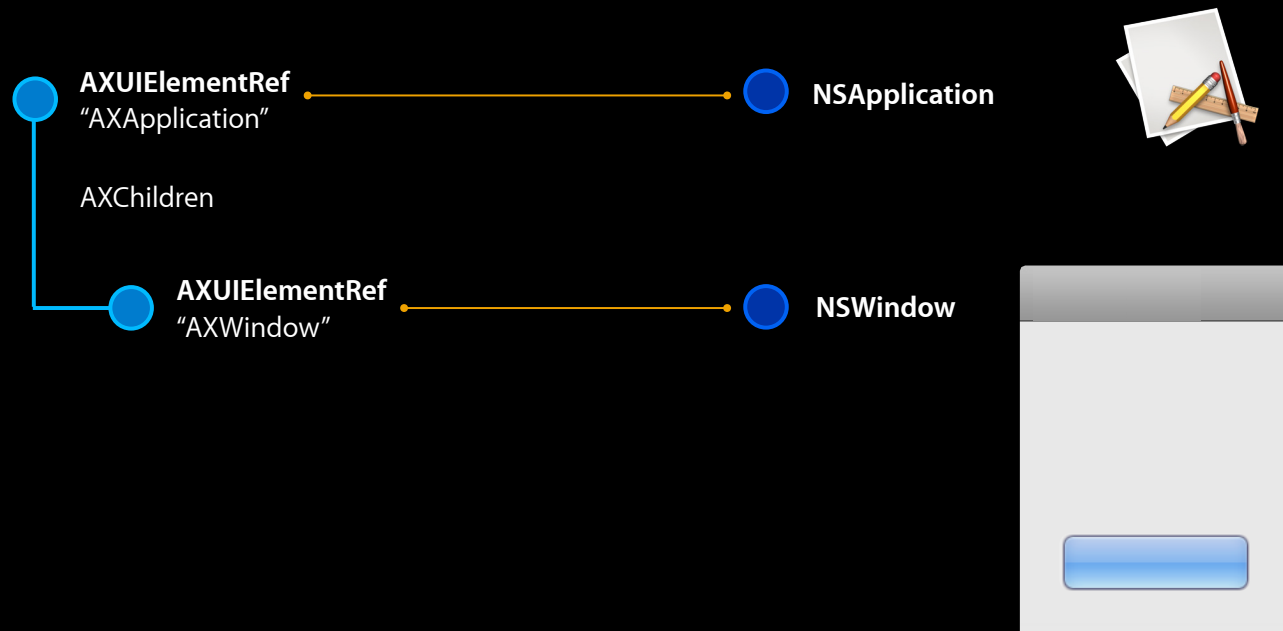 AXUIElementRef
“AXApplication”
NSApplication
AXChildren
AXUIElementRef
“AXWindow”
NSWindow